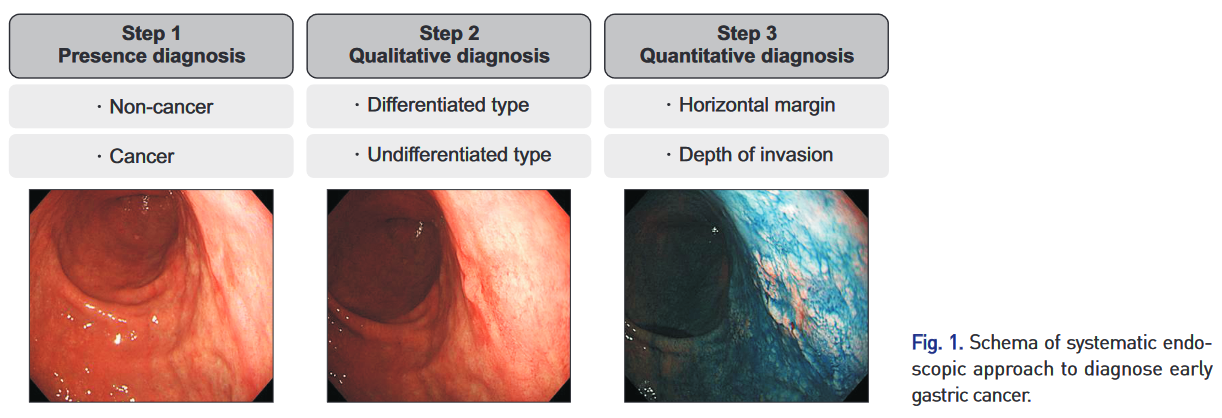 Step 1
Presence diagnosis
· Non-cancer
· Cancer
Step 2
Qualitative diagnosis
· Differentiated type
· Undifferentiated type
Step 3
Quantitative diagnosis
· Horizontal margin
· Depth of invasion
Fig. 1. Schema of systematic endo-
scopic approach to diagnose early
gastric cancer.